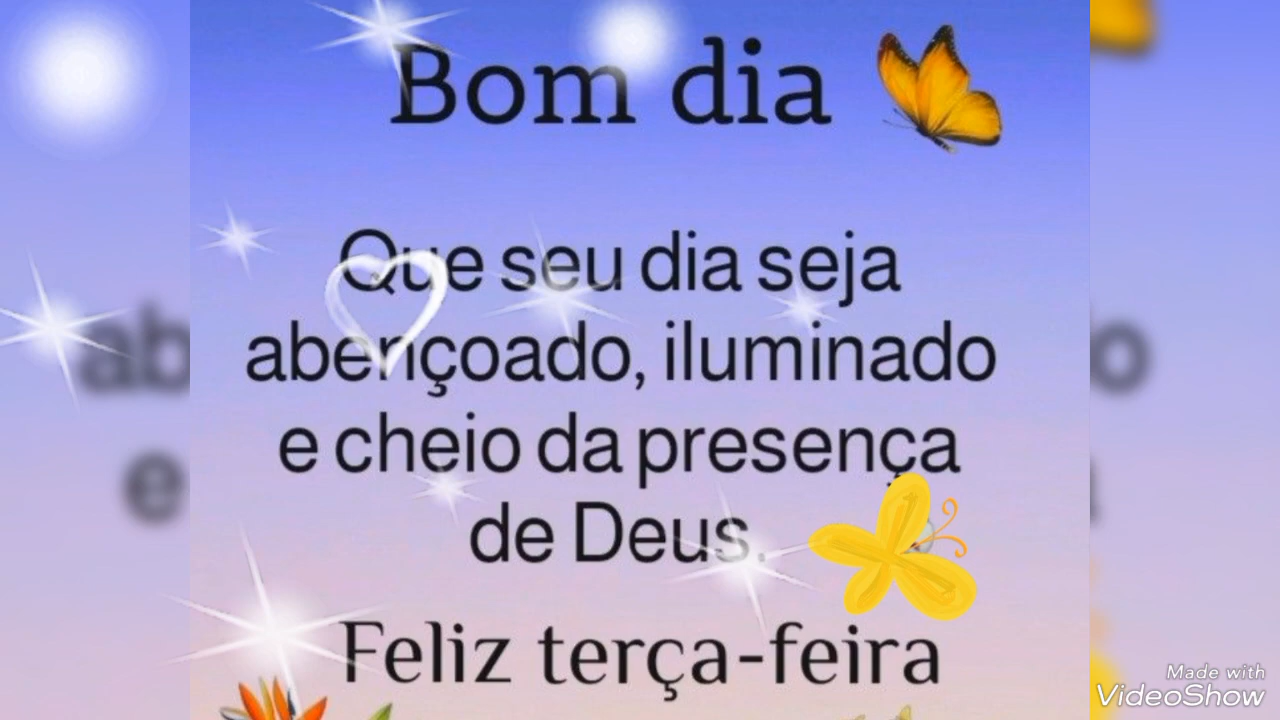 Bom dia
Que seu dia seja
abençoado, iluminado
e cheio da presença
de Deus.
Feliz terça-feira
Made with
VideoShow